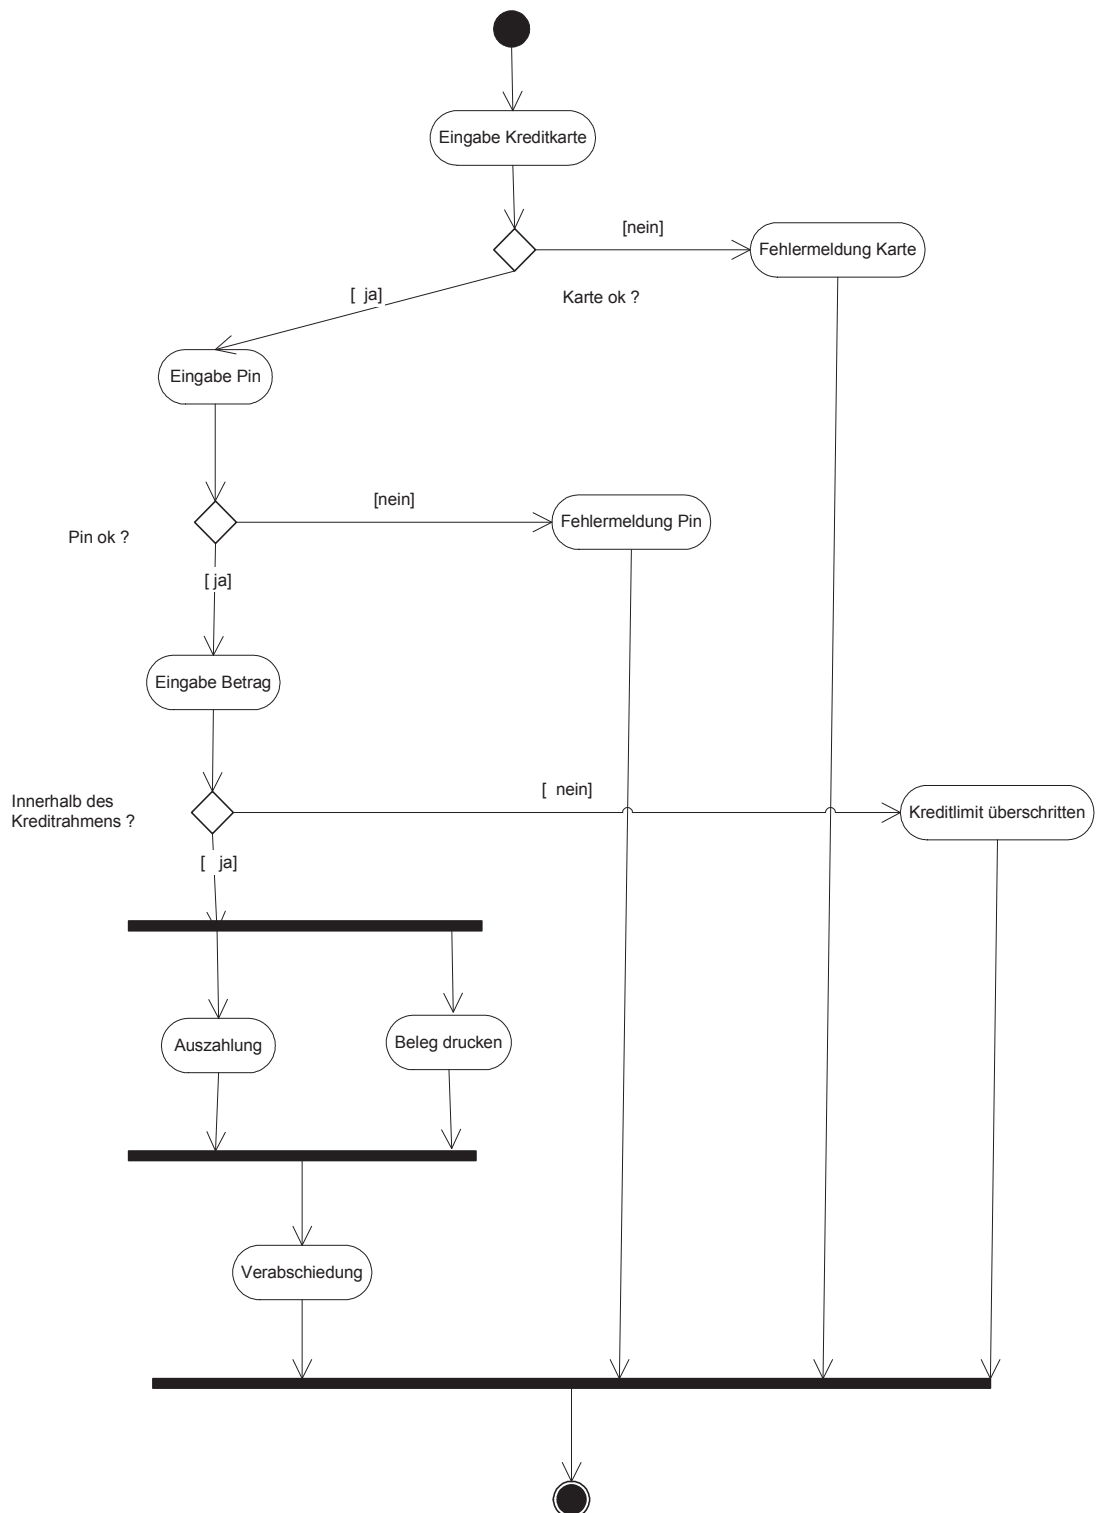 Eingabe Kreditkarte
[nein]
Fehlermeldung Karte
[ ja]
Karte ok ?
Eingabe Pin
[nein]
Fehlermeldung Pin
Pin ok ?
[ ja]
Eingabe Betrag
[ nein]
Innerhalb des
Kreditrahmens ?
Kreditlimit überschritten
[ ja]
Auszahlung
Beleg drucken
Verabschiedung